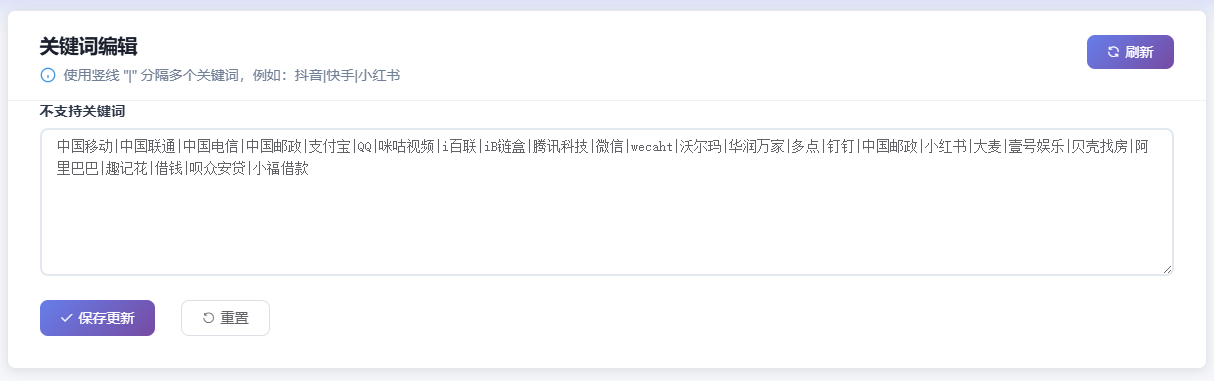 关键词编辑
使用竖线 "|" 分隔多个关键词，例如：抖音|快手|小红书
刷新
不支持关键词
中国移动|中国联通|中国电信|中国邮政|支付宝|QQ|咪咕视频|i百联|iB链盒|腾讯科技|微信|wecaht|沃尔玛|华润万家|多点|钉钉|中国邮政|小红书|大麦|壹号娱乐|贝壳找房|阿
里巴巴|趣记花|借钱|呗众安贷|小福借款
保存更新
重置